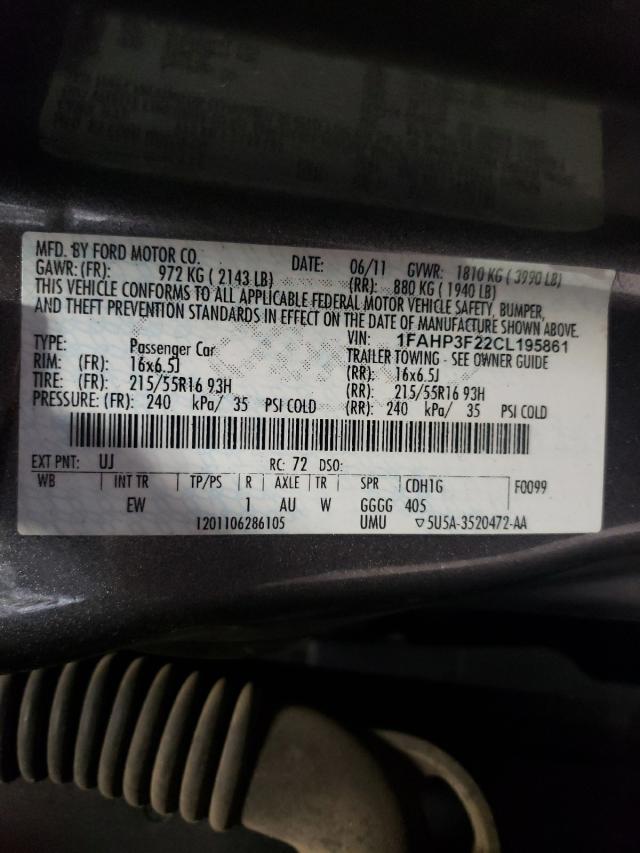 MFD. BY FORD MOTOR CO. DATE: 06/11 GVWR: 1810 KG ( 3990 LB)
GAWR: (FR): 972 KG ( 2143 LB) (RR): 880 KG ( 1940 LB)
THIS VEHICLE CONFORMS TO ALL APPLICABLE FEDERAL MOTOR VEHICLE SAFETY, BUMPER,
AND THEFT PREVENTION STANDARDS IN EFFECT ON THE DATE OF MANUFACTURE SHOWN ABOVE.
VIN: 1FAHP3F22CL195861
TYPE: Passenger Car TRAILER TOWING - SEE OWNER GUIDE
RIM: (FR): 16x6.5J (RR): 16x6.5J
TIRE: (FR): 215/55R16 93H (RR): 215/55R16 93H
PRESSURE: (FR): 240 kPa/ 35 PSI COLD (RR): 240 kPa/ 35 PSI COLD
EXT PNT: UJ RC: 72 DSO:
WB | INT TR | TP/PS | R | AXLE | TR | SPR | CDH1G F0099
EW 1 AU W GGGG 405
1201106286105 UMU ▽5U5A-3520472-AA